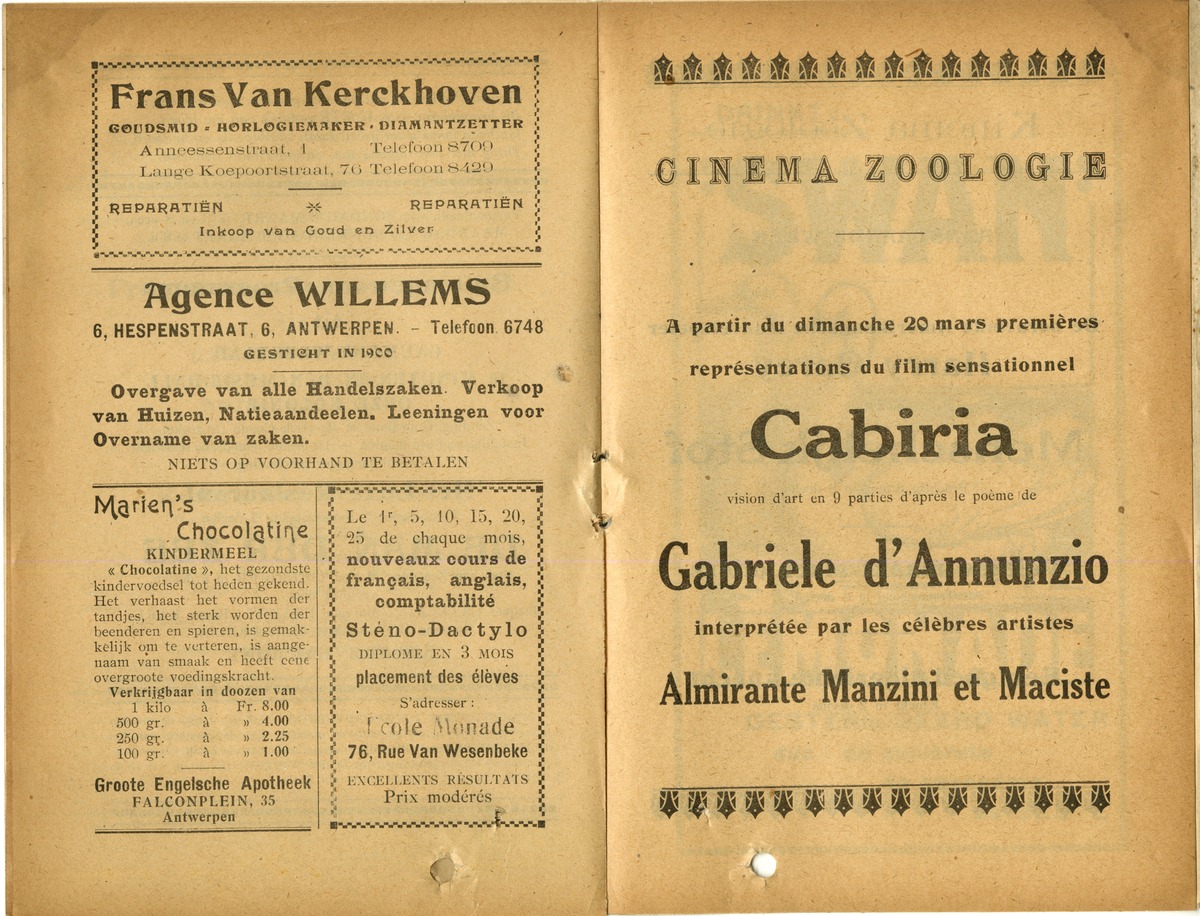 Frans Van Kerckhoven
GOUDSMID - HORLOGIEMAKER - DIAMANTZETTER
Anneessenstraat, 1 Telefoon 8709
Lange Koepoortstraat, 76 Telefoon 8429
REPARATIËN REPARATIËN
Inkoop van Goud en Zilver
Agence WILLEMS
6, HESPENSTRAAT, 6, ANTWERPEN. - Telefoon 6748
GESTICHT IN 1900
Overgave van alle Handelszaken. Verkoop
van Huizen, Natieaandeelen. Leeningen voor
Overname van zaken.
NIETS OP VOORHAND TE BETALEN
Marien's
Chocolatine
KINDERMEEL
« Chocolatine », het gezondste
kindervoedsel tot heden gekend.
Het verhaast het vormen der
tandjes, het sterk worden der
beenderen en spieren, is gemak-
kelijk om te verteren, is aange-
naam van smaak en heeft eene
overgroote voedingskracht.
Verkrijgbaar in doozen van
1 kilo à Fr. 8.00
500 gr. à » 4.00
250 gr. à » 2.25
100 gr. à » 1.00
Groote Engelsche Apotheek
FALCONPLEIN, 35
Antwerpen
Le 1r, 5, 10, 15, 20,
25 de chaque mois,
nouveaux cours de
français, anglais,
comptabilité
Sténo-Dactylo
DIPLOME EN 3 MOIS
placement des élèves
S'adresser :
Ecole Monade
76, Rue Van Wesenbeke
EXCELLENTS RÉSULTATS
Prix modérés
CINEMA ZOOLOGIE
A partir du dimanche 20 mars premières
représentations du film sensationnel
Cabiria
vision d'art en 9 parties d'après le poème de
Gabriele d'Annunzio
interprétée par les célèbres artistes
Almirante Manzini et Maciste